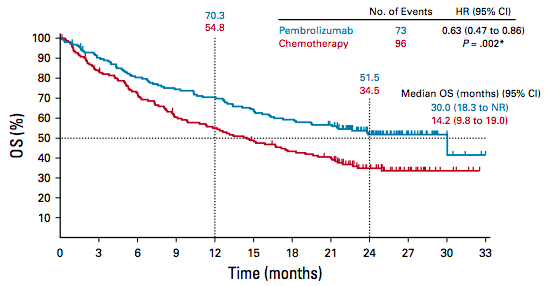 No. of Events HR (95% CI)
Pembrolizumab 73 0.63 (0.47 to 0.86)
Chemotherapy 96 P = .002*
70.3
54.8
51.5
34.5
Median OS (months) (95% CI)
30.0 (18.3 to NR)
14.2 (9.8 to 19.0)
OS (%)
100
90
80
70
60
50
40
30
20
10
0 3 6 9 12 15 18 21 24 27 30 33
Time (months)